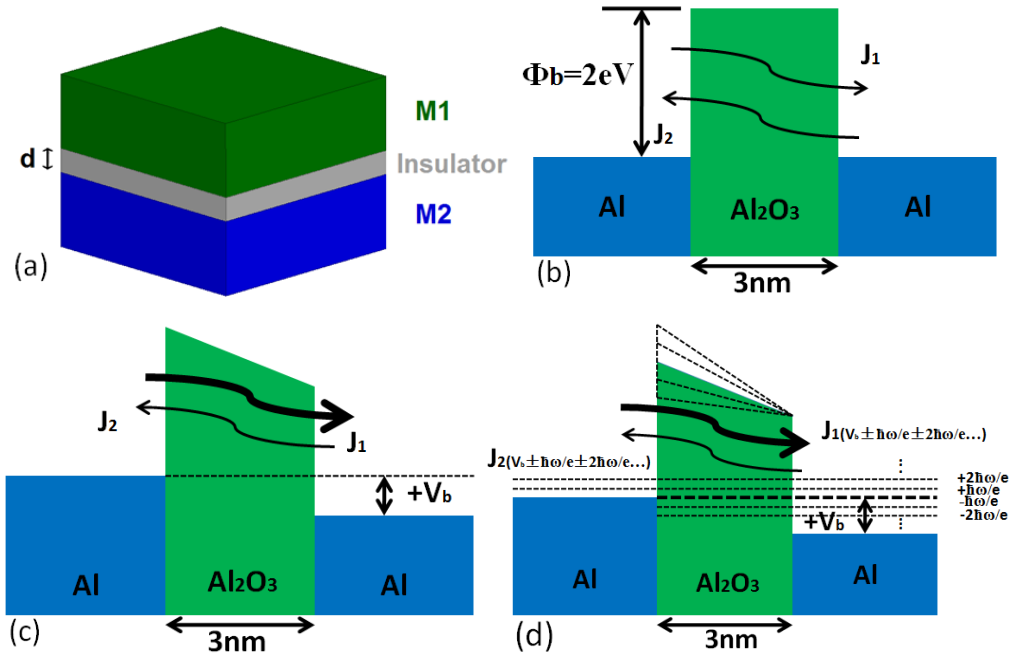 M1
d
Insulator
M2
(a)
Φb=2eV
J1
J2
Al
Al2O3
Al
3nm
(b)
J2
J1
+Vb
Al
Al2O3
Al
3nm
(c)
J1(Vb±ħω/e±2ħω/e...)
J2(Vb±ħω/e±2ħω/e...)
+2ħω/e
+ħω/e
-ħω/e
-2ħω/e
+Vb
Al
Al2O3
Al
3nm
(d)